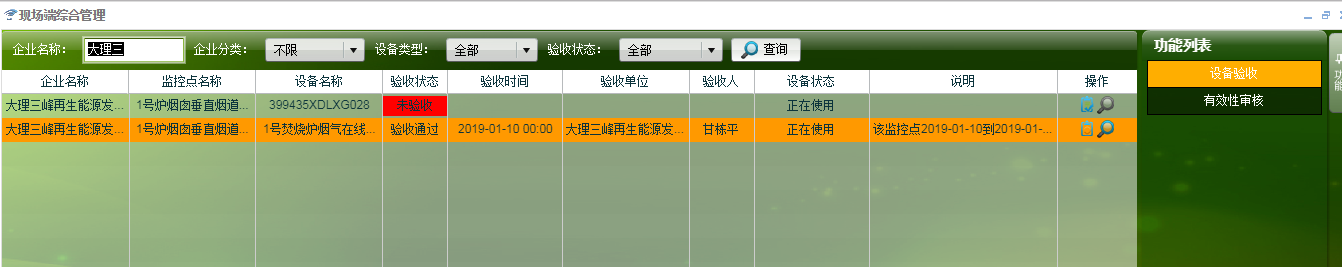 现场端综合管理
企业名称： 大理三 企业分类： 不限 设备类型： 全部 验收状态： 全部 查询
企业名称 监控点名称 设备名称 验收状态 验收时间 验收单位 验收人 设备状态 说明 操作
大理三峰再生能源发... 1号炉烟囱垂直烟道... 399435XDLXG028 未验收 正在使用
大理三峰再生能源发... 1号炉烟囱垂直烟道... 1号焚烧炉烟气在线... 验收通过 2019-01-10 00:00 大理三峰再生能源发... 甘栋平 正在使用 该监控点2019-01-10到2019-01-...
功能列表
设备验收
有效性审核
功能